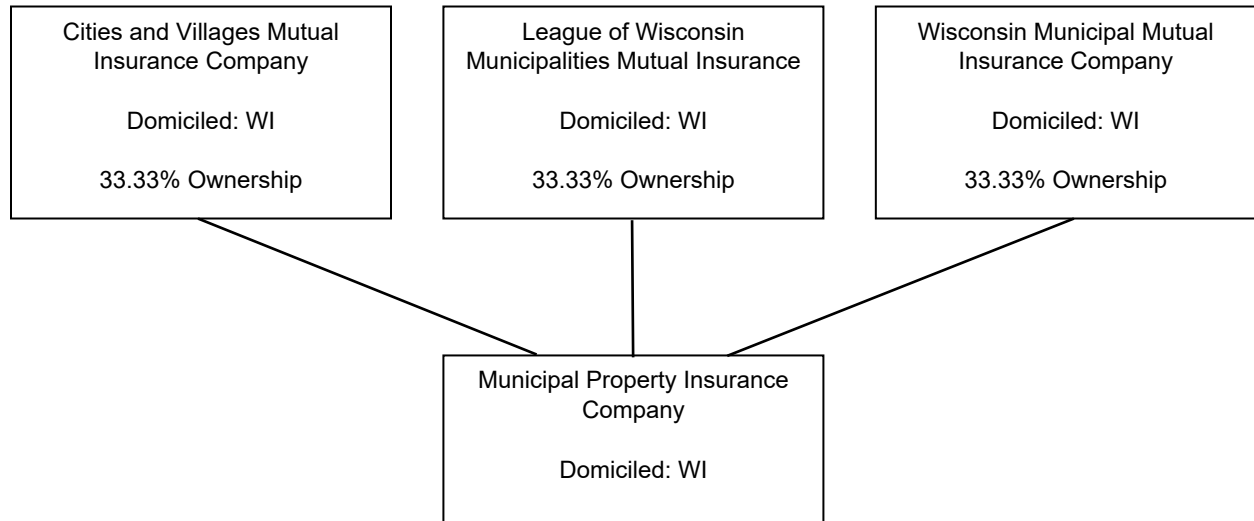 Cities and Villages Mutual
Insurance Company
Domiciled: WI
33.33% Ownership
League of Wisconsin
Municipalities Mutual Insurance
Domiciled: WI
33.33% Ownership
Wisconsin Municipal Mutual
Insurance Company
Domiciled: WI
33.33% Ownership
Municipal Property Insurance
Company
Domiciled: WI